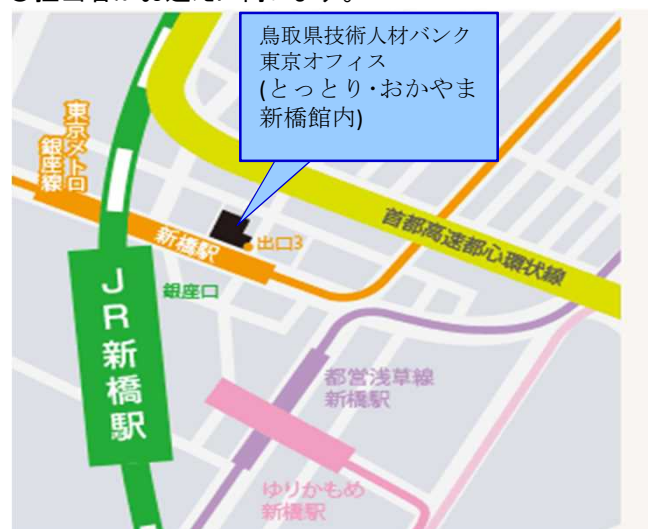 鳥取県技術人材バンク
東京オフィス
(とっとり･おかやま
新橋館内)
東京メトロ
銀座線
新橋駅
出口3
首都高速都心環状線
JR新橋駅
銀座口
都営浅草線
新橋駅
ゆりかもめ
新橋駅